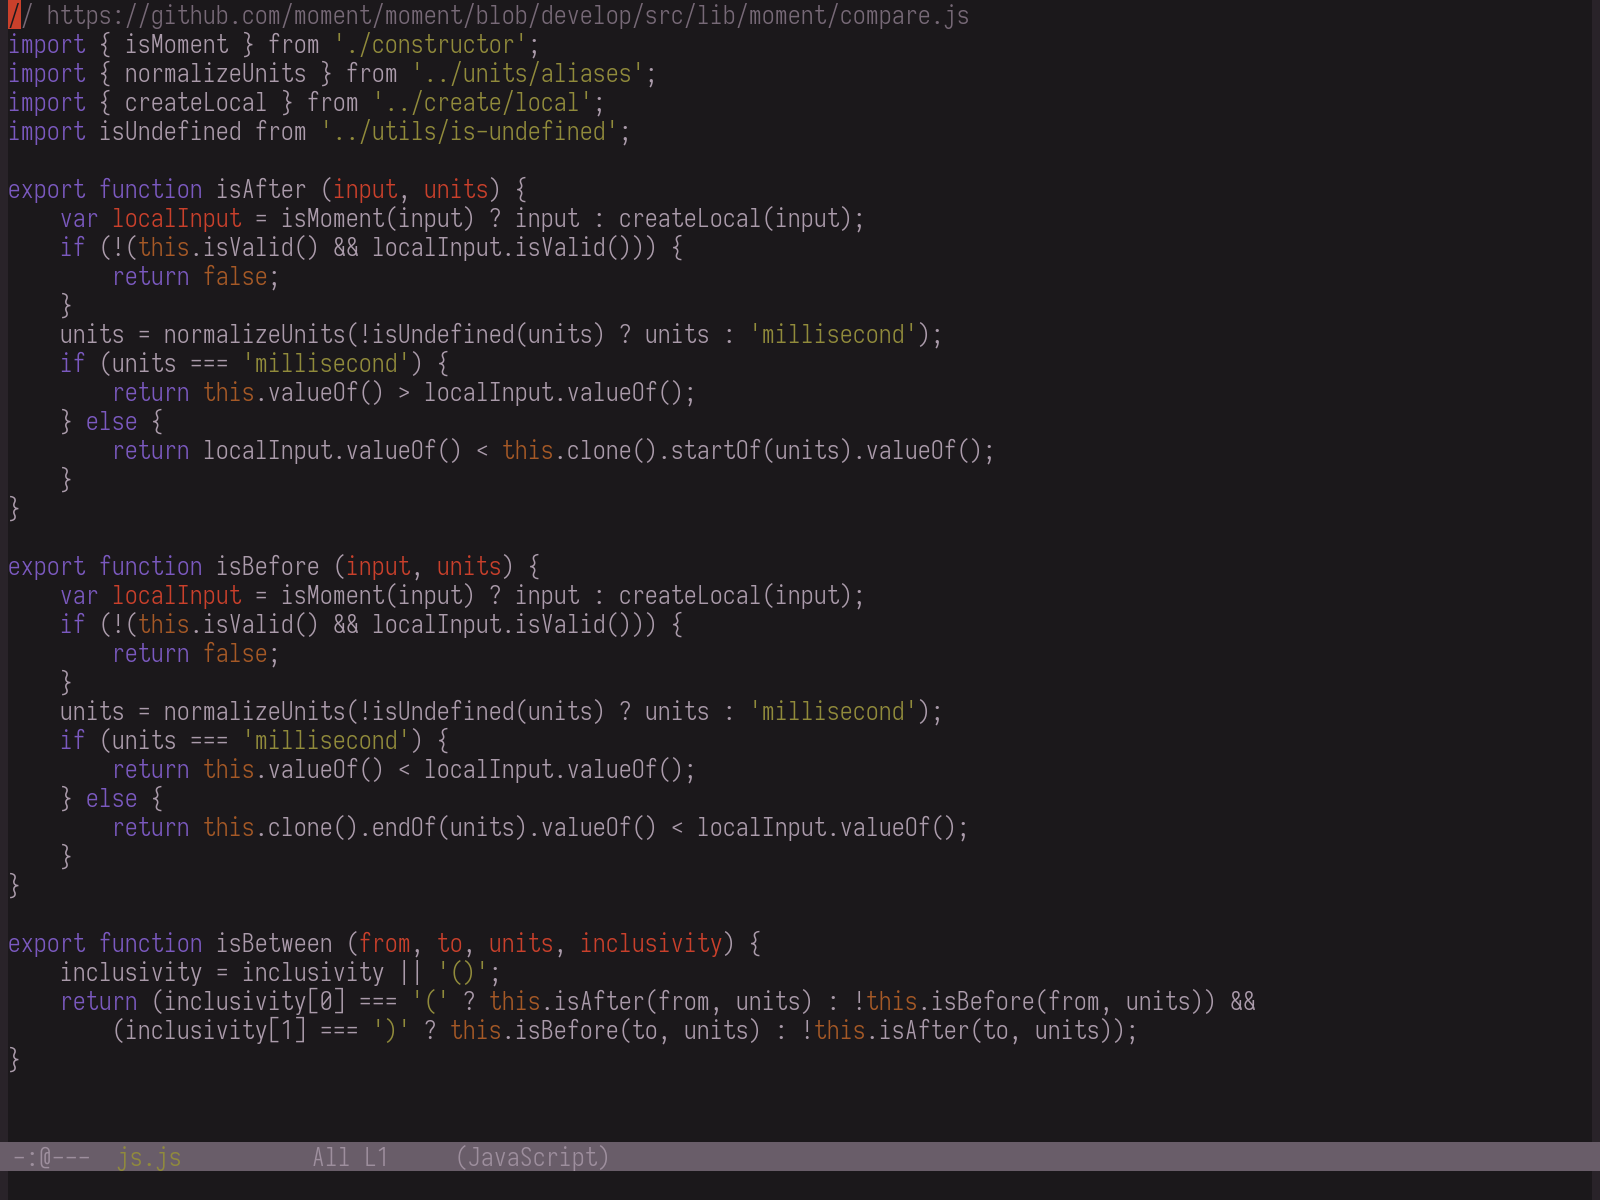 // https://github.com/moment/moment/blob/develop/src/lib/moment/compare.js
import { isMoment } from './constructor';
import { normalizeUnits } from '../units/aliases';
import { createLocal } from '../create/local';
import isUndefined from '../utils/is-undefined';

export function isAfter (input, units) {
    var localInput = isMoment(input) ? input : createLocal(input);
    if (!(this.isValid() && localInput.isValid())) {
        return false;
    }
    units = normalizeUnits(!isUndefined(units) ? units : 'millisecond');
    if (units === 'millisecond') {
        return this.valueOf() > localInput.valueOf();
    } else {
        return localInput.valueOf() < this.clone().startOf(units).valueOf();
    }
}

export function isBefore (input, units) {
    var localInput = isMoment(input) ? input : createLocal(input);
    if (!(this.isValid() && localInput.isValid())) {
        return false;
    }
    units = normalizeUnits(!isUndefined(units) ? units : 'millisecond');
    if (units === 'millisecond') {
        return this.valueOf() < localInput.valueOf();
    } else {
        return this.clone().endOf(units).valueOf() < localInput.valueOf();
    }
}

export function isBetween (from, to, units, inclusivity) {
    inclusivity = inclusivity || '()';
    return (inclusivity[0] === '(' ? this.isAfter(from, units) : !this.isBefore(from, units)) &&
        (inclusivity[1] === ')' ? this.isBefore(to, units) : !this.isAfter(to, units));
}

-:@---  js.js          All L1     (JavaScript)